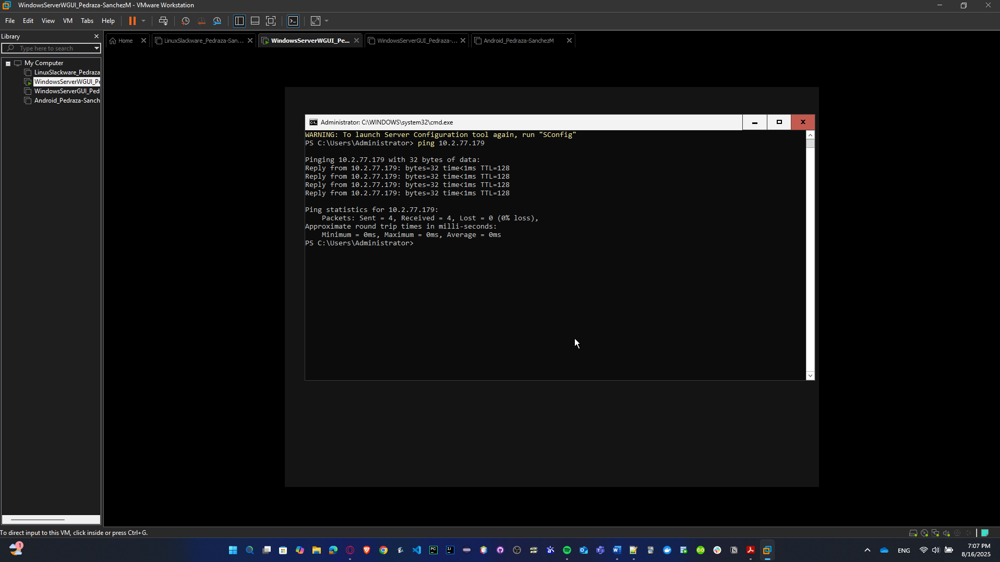 WindowsServerWGUI_Pedraza-SanchezM - VMware Workstation
File Edit View VM Tabs Help
Library
Type here to search
My Computer
LinuxSlackware_Pedraza
WindowsServerWGUI_Pe
WindowsServerGUI_Ped
Android_Pedraza-Sanch
Home LinuxSlackware_Pedraza-San... WindowsServerWGUI_Pe... WindowsServerGUI_Pedraza-... Android_Pedraza-SanchezM
Administrator: C:\WINDOWS\system32\cmd.exe
WARNING: To launch Server Configuration tool again, run "SConfig"
PS C:\Users\Administrator> ping 10.2.77.179
Pinging 10.2.77.179 with 32 bytes of data:
Reply from 10.2.77.179: bytes=32 time<1ms TTL=128
Reply from 10.2.77.179: bytes=32 time<1ms TTL=128
Reply from 10.2.77.179: bytes=32 time<1ms TTL=128
Reply from 10.2.77.179: bytes=32 time<1ms TTL=128
Ping statistics for 10.2.77.179:
Packets: Sent = 4, Received = 4, Lost = 0 (0% loss),
Approximate round trip times in milli-seconds:
Minimum = 0ms, Maximum = 0ms, Average = 0ms
PS C:\Users\Administrator>
To direct input to this VM, click inside or press Ctrl+G.
1
ENG
7:07 PM
8/16/2025